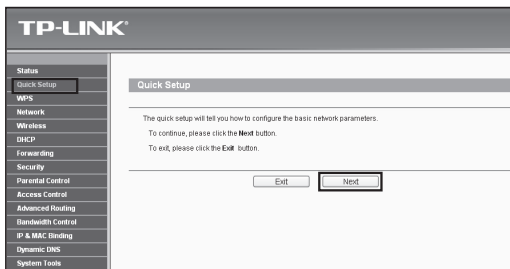 TP-LINK®
Status
Quick Setup
WPS
Network
Wireless
DHCP
Forwarding
Security
Parental Control
Access Control
Advanced Routing
Bandwidth Control
IP & MAC Binding
Dynamic DNS
System Tools
Quick Setup
The quick setup will tell you how to configure the basic network parameters.
To continue, please click the Next button.
To exit, please click the Exit button.
Exit
Next